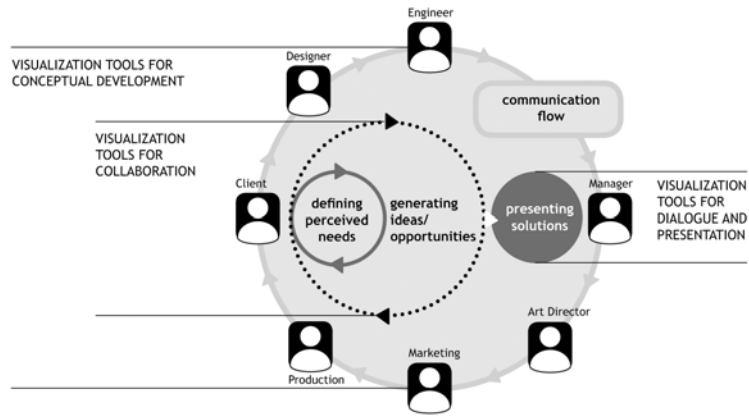 Engineer
Designer
VISUALIZATION TOOLS FOR
CONCEPTUAL DEVELOPMENT
communication
flow
VISUALIZATION
TOOLS FOR
COLLABORATION
Client
defining
perceived
needs
generating
ideas/
opportunities
presenting
solutions
Manager
VISUALIZATION
TOOLS FOR
DIALOGUE AND
PRESENTATION
Art Director
Production
Marketing